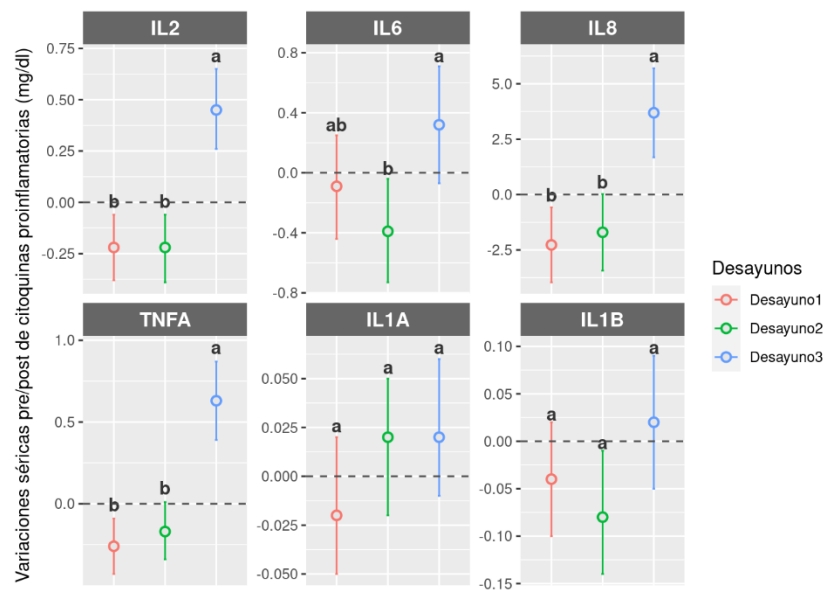 Variaciones séricas pre/post de citoquinas proinflamatorias (mg/dl)
IL2
0.75
0.50
0.25
0.00
-0.25
b
b
a
IL6
0.8
0.4
0.0
-0.4
-0.8
ab
b
a
IL8
5.0
2.5
0.0
-2.5
b
b
a
TNFA
1.0
0.5
0.0
b
b
a
IL1A
0.050
0.025
0.000
-0.025
-0.050
a
a
a
IL1B
0.10
0.05
0.00
-0.05
-0.10
-0.15
a
a
a
Desayunos
Desayuno1
Desayuno2
Desayuno3